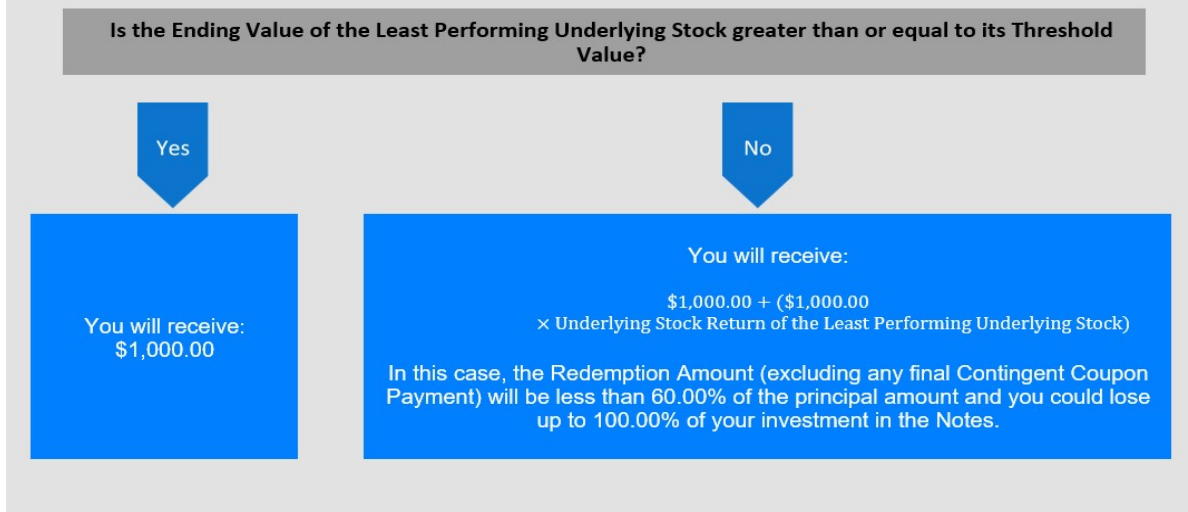 Is the Ending Value of the Least Performing Underlying Stock greater than or equal to its Threshold
Value?
Yes
No
You will receive:
$1,000.00
You will receive:
$1,000.00 + ($1,000.00
× Underlying Stock Return of the Least Performing Underlying Stock)
In this case, the Redemption Amount (excluding any final Contingent Coupon
Payment) will be less than 60.00% of the principal amount and you could lose
up to 100.00% of your investment in the Notes.